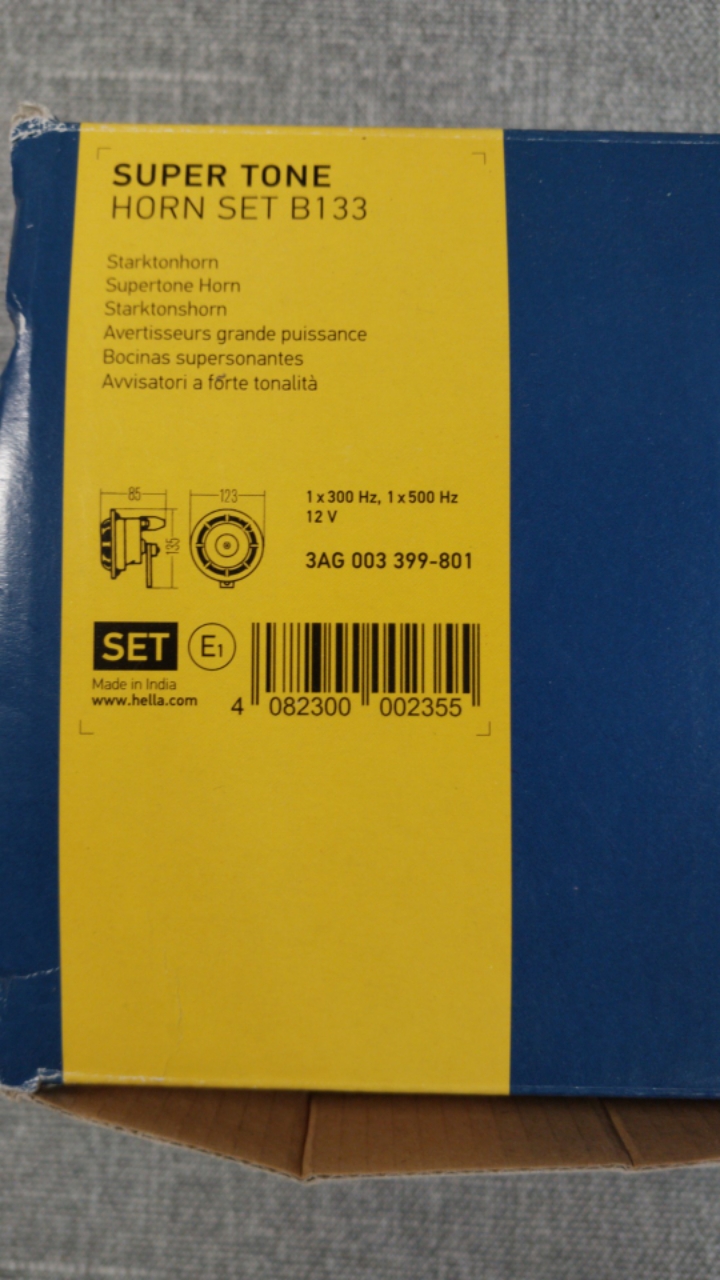 SUPER TONE
HORN SET B133
Starktonhorn
Supertone Horn
Starktonshorn
Avertisseurs grande puissance
Bocinas supersonantes
Avvisatori a forte tonalità
85
123
135
1 x 300 Hz, 1 x 500 Hz
12 V
3AG 003 399-801
SET E1
Made in India
www.hella.com
4 082300 002355